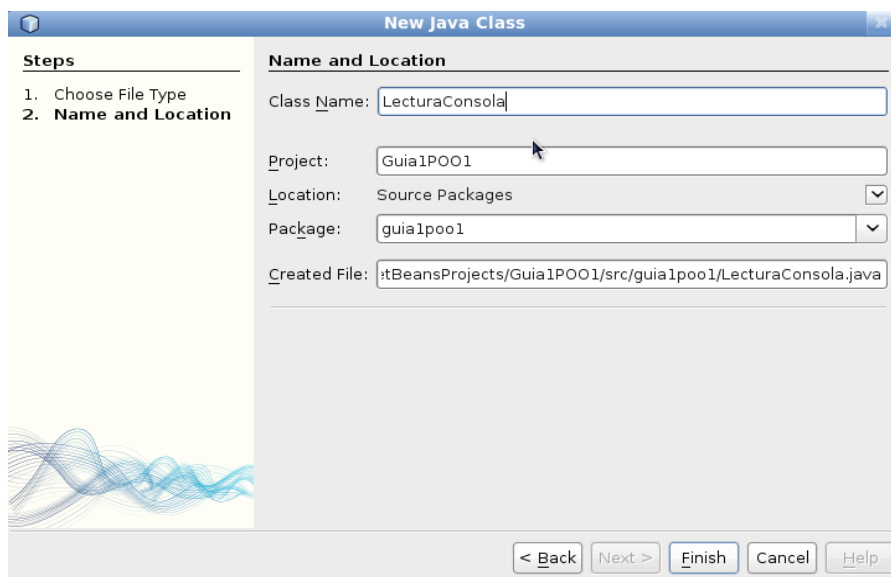 New Java Class
Steps
1. Choose File Type
2. Name and Location
Name and Location
Class Name: LecturaConsola
Project: Guia1POO1
Location: Source Packages
Package: guia1poo1
Created File: etBeansProjects/Guia1POO1/src/guia1poo1/LecturaConsola.java
< Back Next > Finish Cancel Help